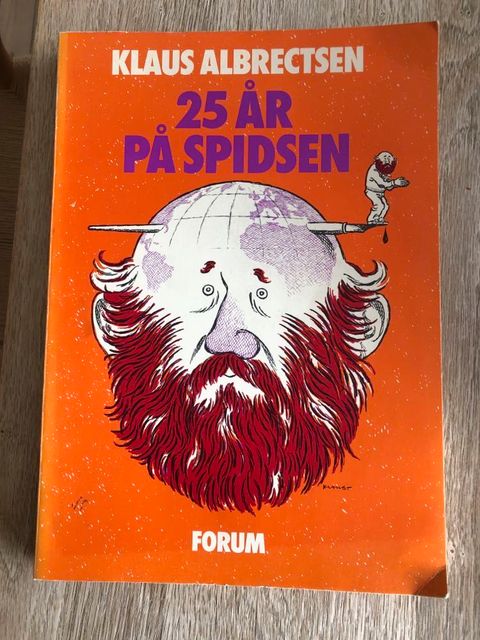 KLAUS ALBRECTSEN
25 ÅR
PÅ SPIDSEN
FORUM